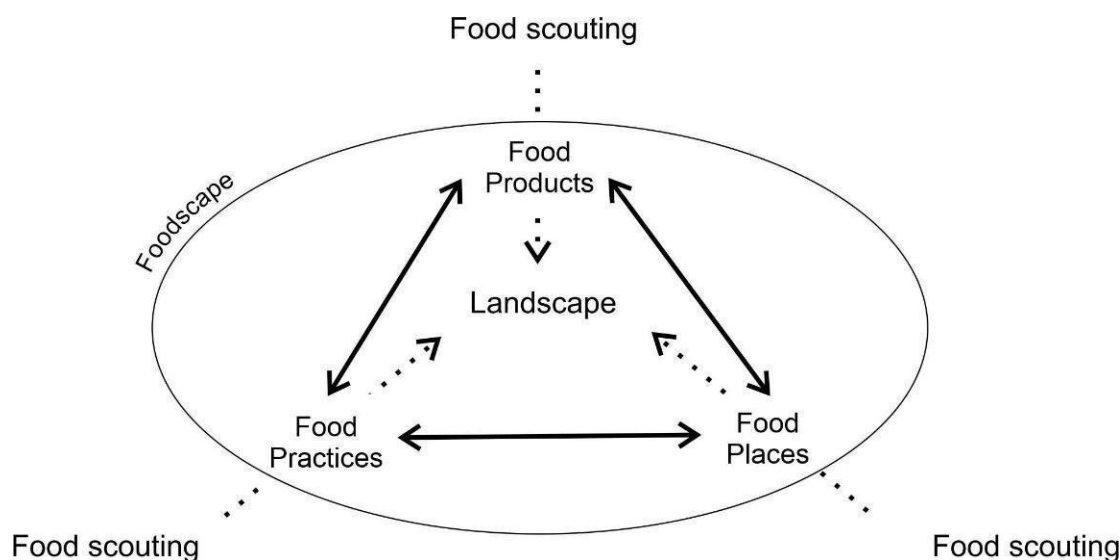 Food scouting
Food
Products
Foodscape
Landscape
Food
Practices
Food
Places
Food scouting
Food scouting